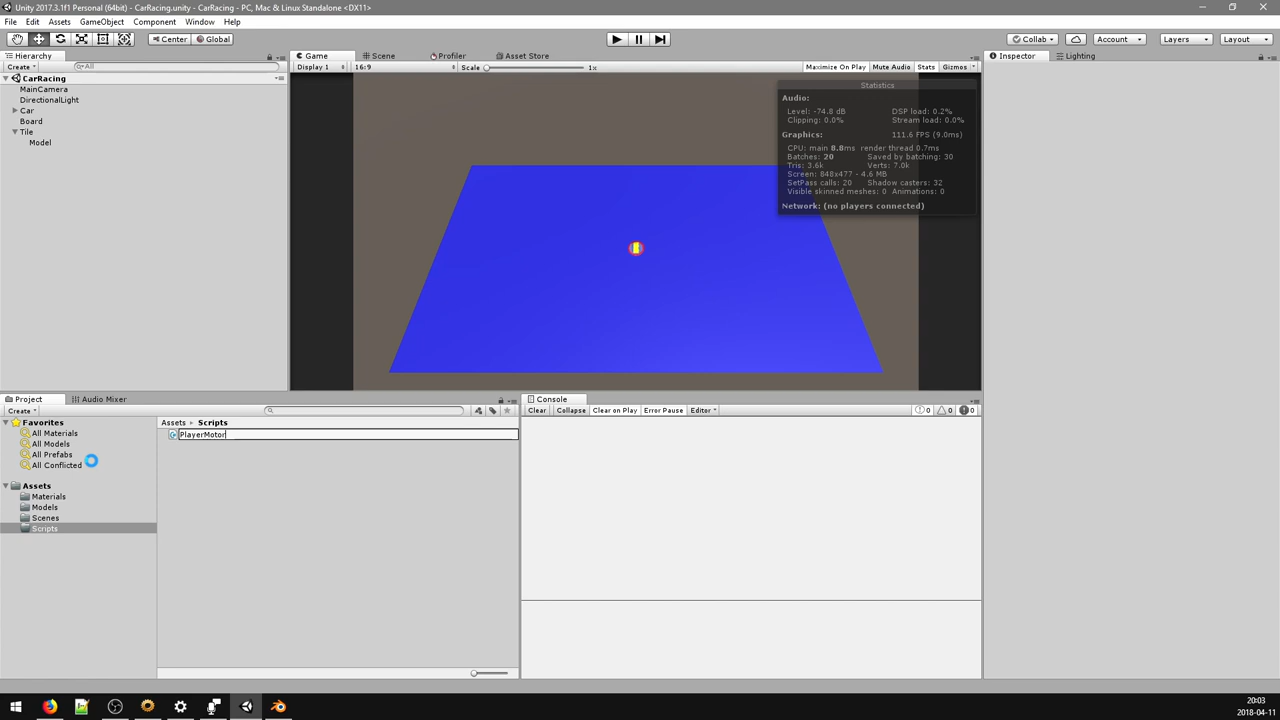 Unity 2017.3.1f1 Personal (64bit) - CarRacing.unity - CarRacing - PC, Mac & Linux Standalone <DX11>
File Edit Assets GameObject Component Window Help
Center Global Collab Account Layers Layout
Hierarchy Game Scene Profiler Asset Store Inspector Lighting
Create All Display 1 16:9 Scale 1x Maximize On Play Mute Audio Stats Gizmos
CarRacing
MainCamera
DirectionalLight
Car
Board
Tile
Model
Statistics
Audio:
Level: -74.8 dB DSP load: 0.2%
Clipping: 0.0% Stream load: 0.0%
Graphics: 111.6 FPS (9.0ms)
CPU: main 8.8ms render thread 0.7ms
Batches: 20 Saved by batching: 30
Tris: 3.6k Verts: 7.0k
Screen: 848x477 - 4.6 MB
SetPass calls: 20 Shadow casters: 32
Visible skinned meshes: 0 Animations: 0
Network: (no players connected)
Project Audio Mixer Console
Create Clear Collapse Clear on Play Error Pause Editor 0 0 0
Favorites
All Materials
All Models
All Prefabs
All Conflicted
Assets
Materials
Models
Scenes
Scripts
Assets Scripts
PlayerMotor
20:03
2018-04-11